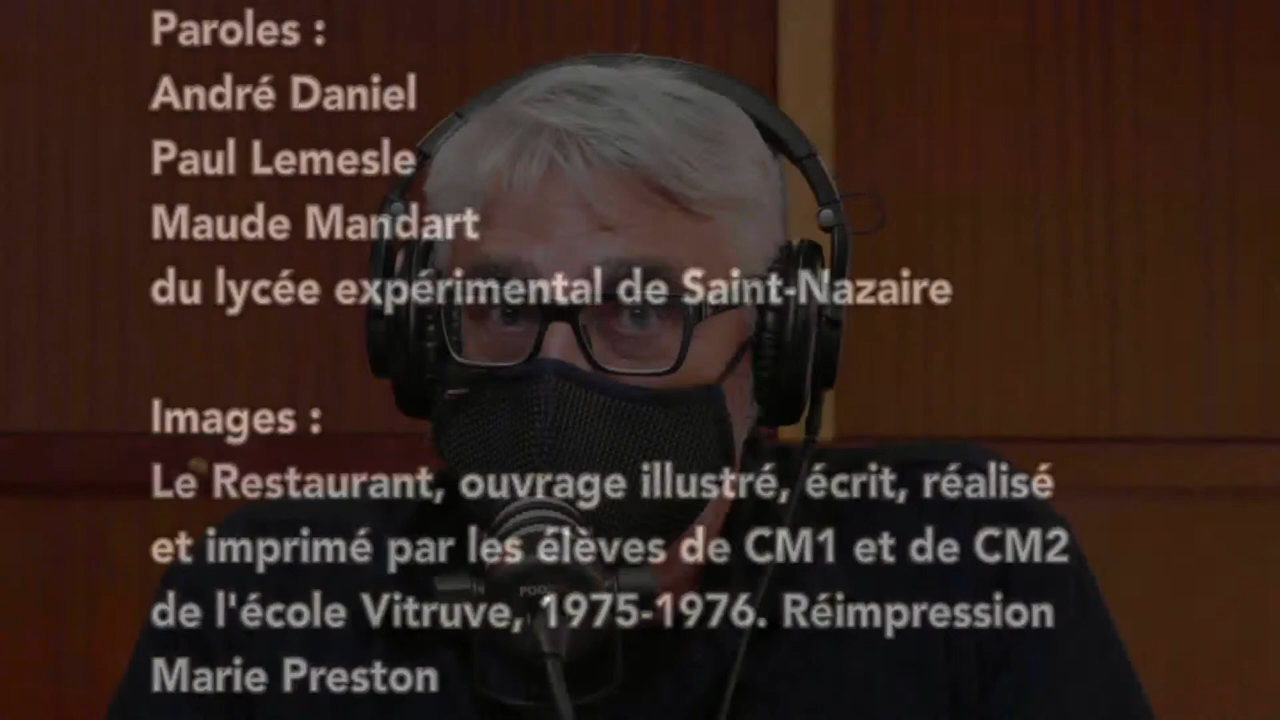 Paroles :
André Daniel
Paul Lemesle
Maude Mandart
du lycée expérimental de Saint-Nazaire
Images :
Le Restaurant, ouvrage illustré, écrit, réalisé
et imprimé par les élèves de CM1 et de CM2
de l'école Vitruve, 1975-1976. Réimpression
Marie Preston